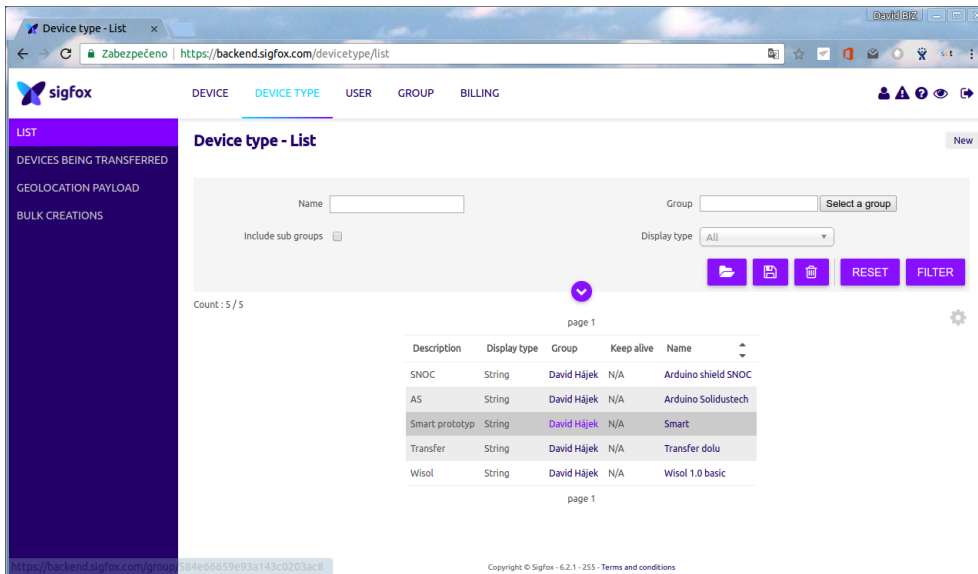 Device type - List
David BIZ
Zabezpečeno https://backend.sigfox.com/devicetype/list
sigfox DEVICE DEVICE TYPE USER GROUP BILLING
LIST
DEVICES BEING TRANSFERRED
GEOLOCATION PAYLOAD
BULK CREATIONS
Device type - List New
Name Group Select a group
Include sub groups Display type All
RESET FILTER
Count : 5 / 5
page 1
Description Display type Group Keep alive Name
SNOC String David Hájek N/A Arduino shield SNOC
AS String David Hájek N/A Arduino Solidustech
Smart prototyp String David Hájek N/A Smart
Transfer String David Hájek N/A Transfer dolu
Wisol String David Hájek N/A Wisol 1.0 basic
page 1
https://backend.sigfox.com/group/584e66659e93a143c0203ac8
Copyright © Sigfox - 6.2.1 - 255 - Terms and conditions